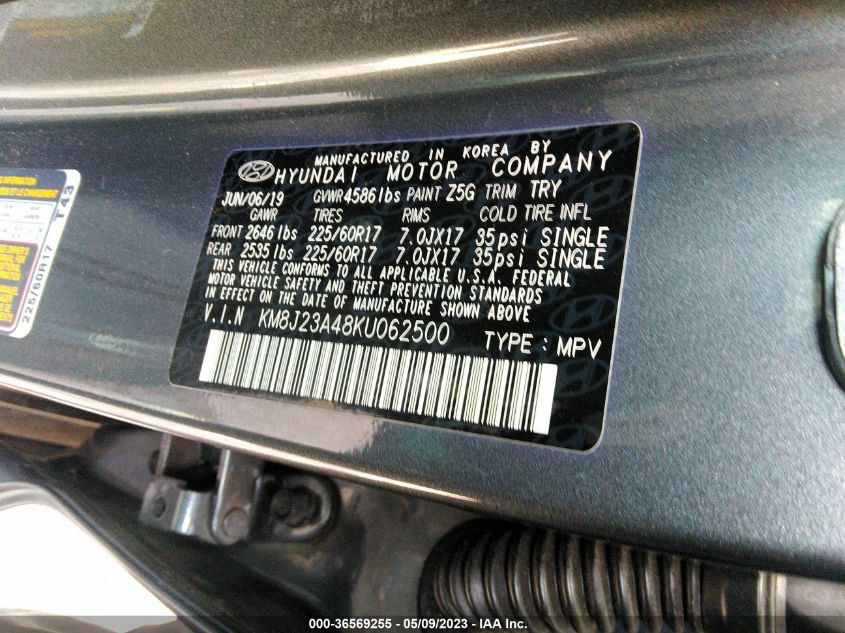 MANUFACTURED IN KOREA BY
HYUNDAI MOTOR COMPANY
JUN/06/19 GVWR 4586 lbs PAINT Z5G TRIM TRY
GAWR TIRES RIMS COLD TIRE INFL
FRONT 2646 lbs 225/60R17 7.0JX17 35psi SINGLE
REAR 2535 lbs 225/60R17 7.0JX17 35psi SINGLE
THIS VEHICLE CONFORMS TO ALL APPLICABLE U.S.A. FEDERAL
MOTOR VEHICLE SAFETY AND THEFT PREVENTION STANDARDS
IN EFFECT ON THE DATE OF MANUFACTURE SHOWN ABOVE
V.I.N KM8J23A48KU062500 TYPE : MPV
T43
225/60R17
000-36569255 - 05/09/2023 - IAA Inc.